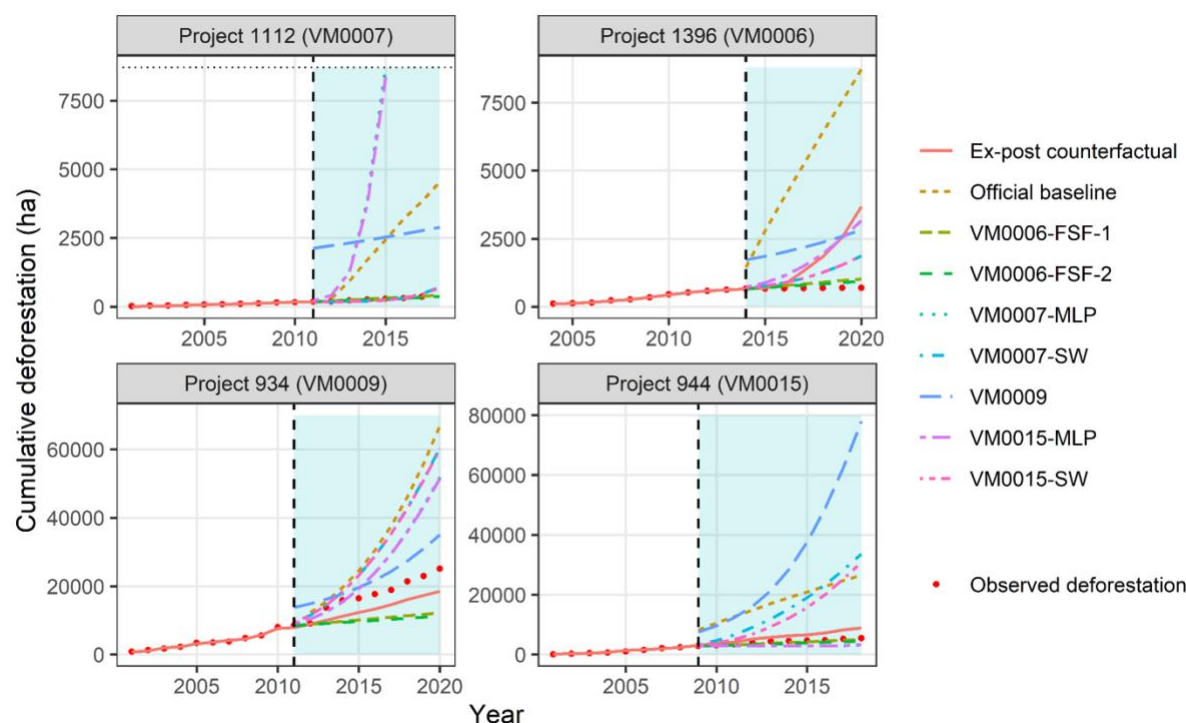 Project 1112 (VM0007)
Project 1396 (VM0006)
7500
5000
2500
0
2005
2010
2015
7500
5000
2500
0
2005
2010
2015
2020
Project 934 (VM0009)
Project 944 (VM0015)
60000
40000
20000
0
2005
2010
2015
2020
80000
60000
40000
20000
0
2005
2010
2015
Cumulative deforestation (ha)
Year
Ex-post counterfactual
Official baseline
VM0006-FSF-1
VM0006-FSF-2
VM0007-MLP
VM0007-SW
VM0009
VM0015-MLP
VM0015-SW
Observed deforestation